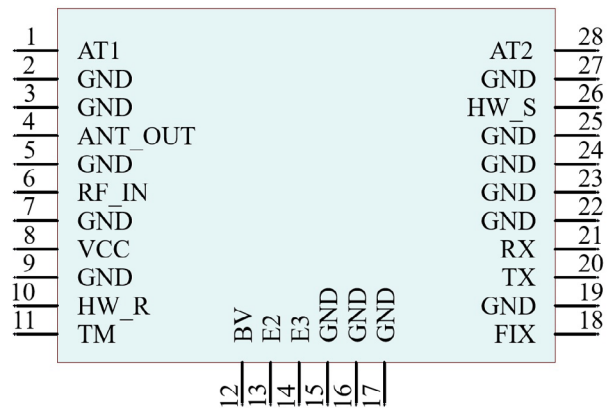 1 AT1
2 GND
3 GND
4 ANT_OUT
5 GND
6 RF_IN
7 GND
8 VCC
9 GND
10 HW_R
11 TM
12 BV
13 E2
14 E3
15 GND
16 GND
17 GND
AT2 28
GND 27
HW_S 26
GND 25
GND 24
GND 23
GND 22
RX 21
TX 20
GND 19
FIX 18